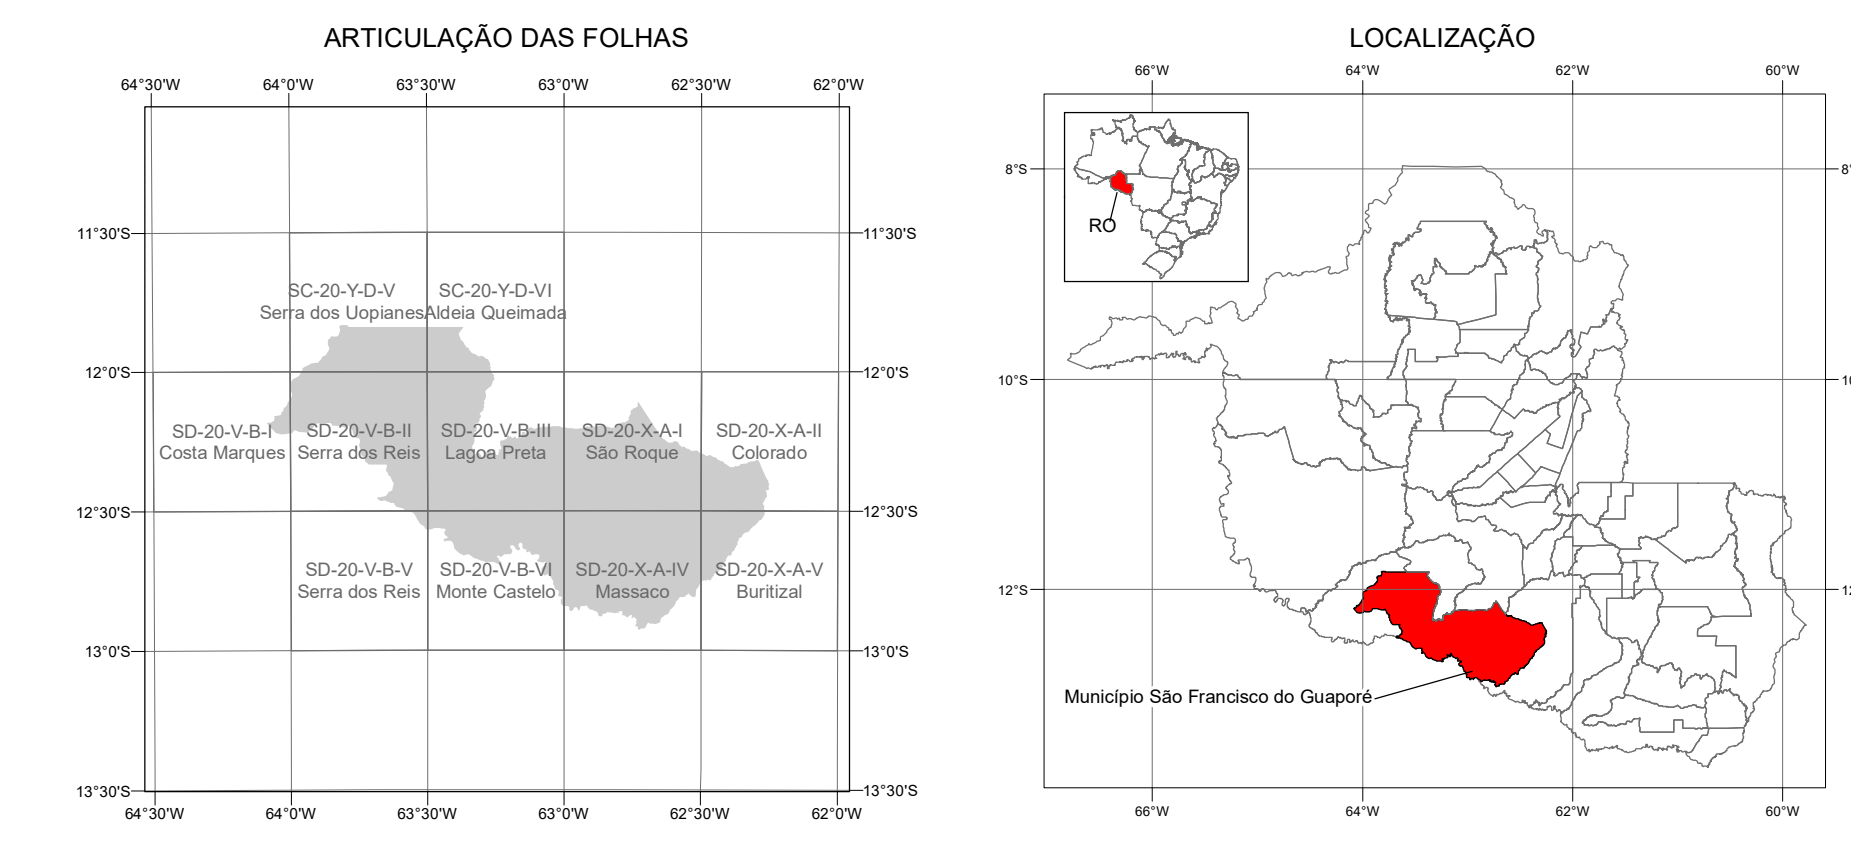 ARTICULAÇÃO DAS FOLHAS
64°30'W 64°0'W 63°30'W 63°0'W 62°30'W 62°0'W
11°30'S 11°30'S
SC-20-Y-D-V SC-20-Y-D-VI
Serra dos Uopianes Aldeia Queimada
12°0'S 12°0'S
SD-20-V-B-I SD-20-V-B-II SD-20-V-B-III SD-20-X-A-I SD-20-X-A-II
Costa Marques Serra dos Reis Lagoa Preta São Roque Colorado
12°30'S 12°30'S
SD-20-V-B-V SD-20-V-B-VI SD-20-X-A-IV SD-20-X-A-V
Serra dos Reis Monte Castelo Massaco Buritizal
13°0'S 13°0'S
13°30'S 13°30'S
64°30'W 64°0'W 63°30'W 63°0'W 62°30'W 62°0'W
LOCALIZAÇÃO
66°W 64°W 62°W 60°W
8°S 8°
RO
10°S 10
12°S 12
Município São Francisco do Guaporé
66°W 64°W 62°W 60°W